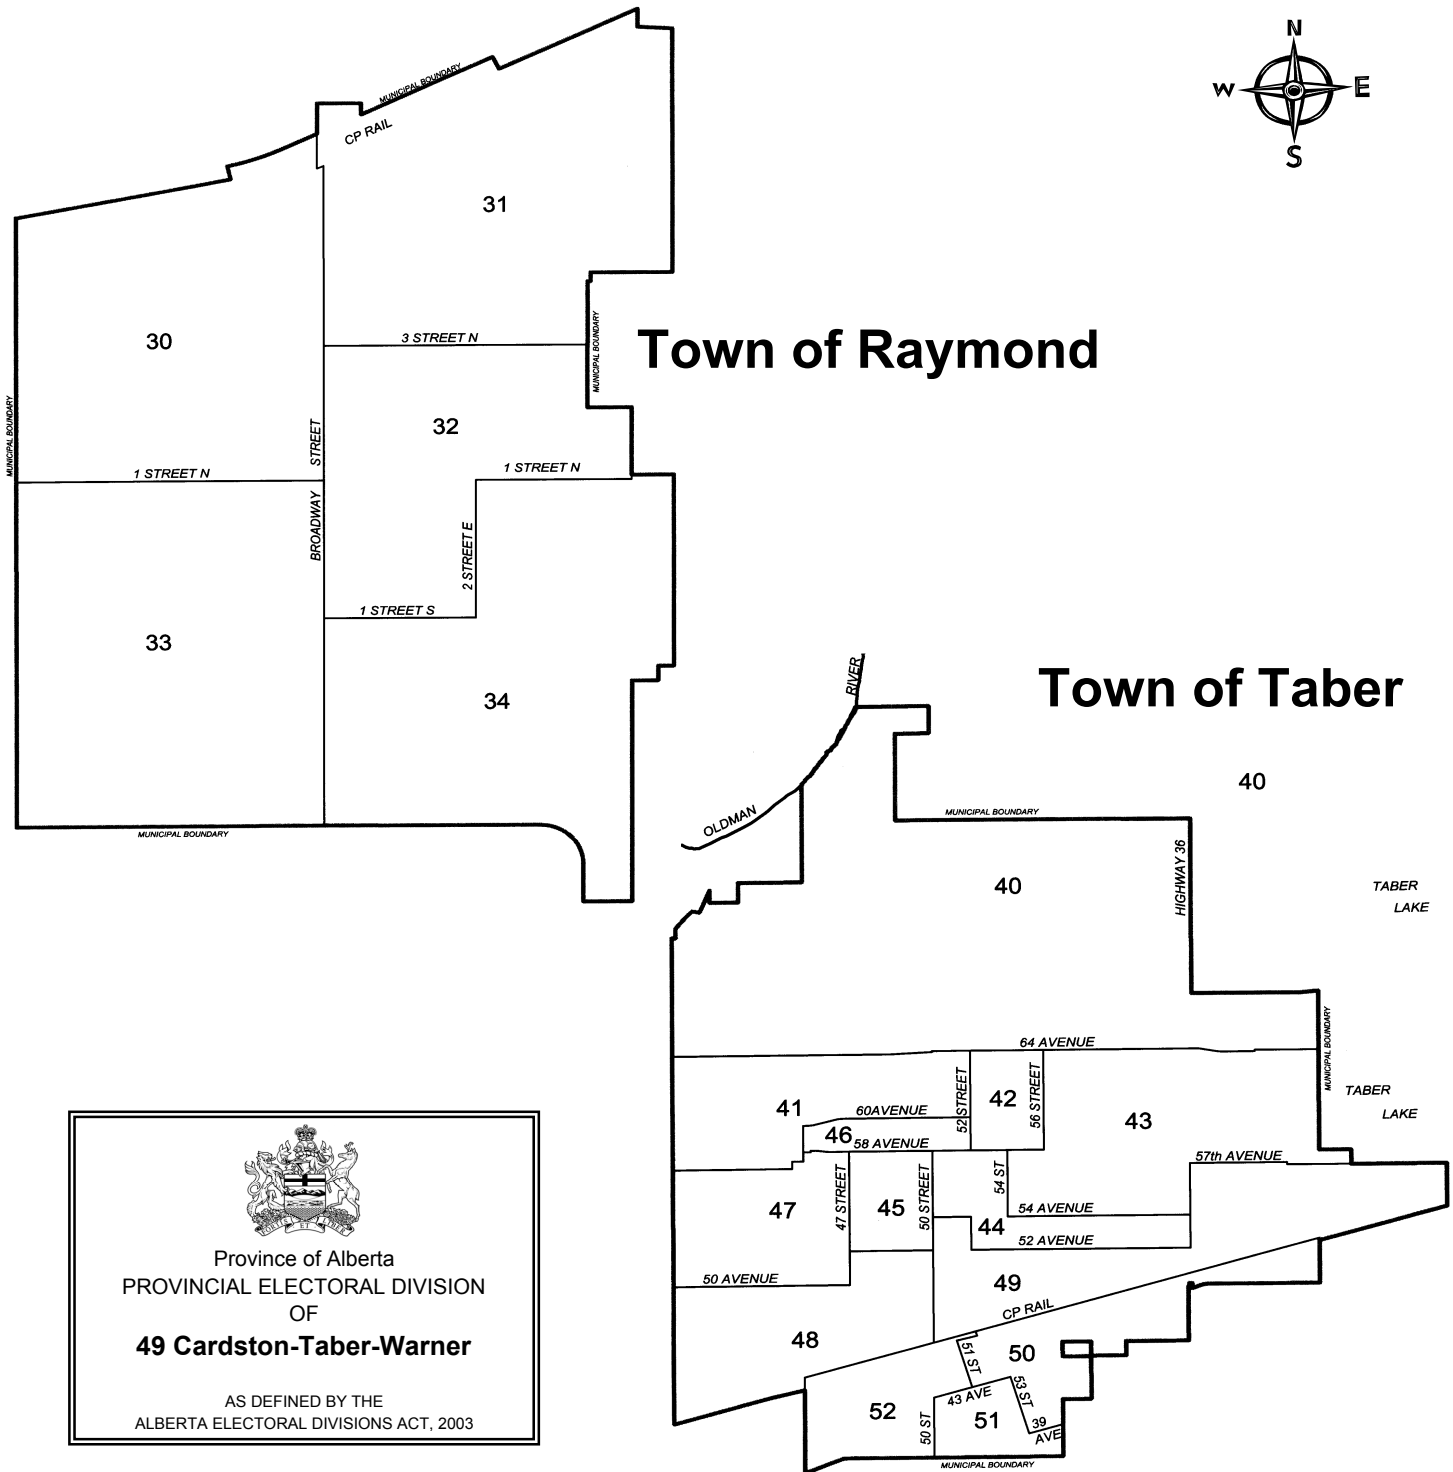 N
W E
S
MUNICIPAL BOUNDARY
CP RAIL
31
30
3 STREET N
MUNICIPAL BOUNDARY
Town of Raymond
MUNICIPAL BOUNDARY
32
STREET
1 STREET N
1 STREET N
BROADWAY
2 STREET E
1 STREET S
33
34
MUNICIPAL BOUNDARY
Town of Taber
RIVER
OLDMAN
40
MUNICIPAL BOUNDARY
HIGHWAY 36
40
TABER
LAKE
64 AVENUE
MUNICIPAL BOUNDARY
TABER
LAKE
41
60AVENUE
52 STREET
42
56 STREET
43
46
58 AVENUE
57th AVENUE
47
47 STREET
45
50 STREET
54 ST
54 AVENUE
44
52 AVENUE
50 AVENUE
49
CP RAIL
48
51 ST
50
43 AVE
53 ST
52
50 ST
51
39
AVE
MUNICIPAL BOUNDARY
Province of Alberta
PROVINCIAL ELECTORAL DIVISION
OF
49 Cardston-Taber-Warner
AS DEFINED BY THE
ALBERTA ELECTORAL DIVISIONS ACT, 2003